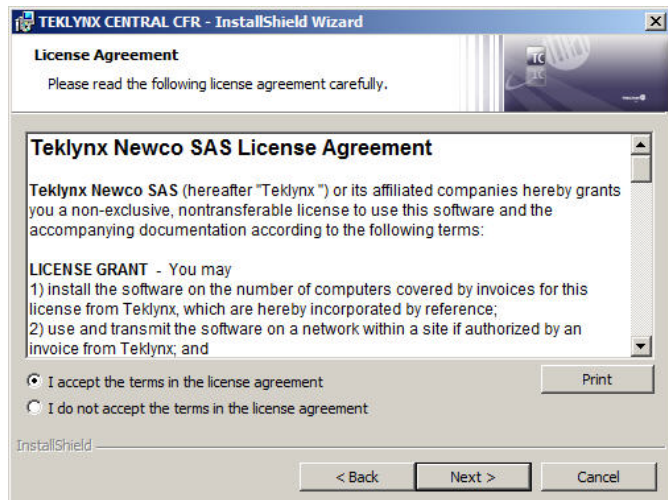 TEKLYNX CENTRAL CFR - InstallShield Wizard
License Agreement
Please read the following license agreement carefully.
TC
Teklynx Newco SAS License Agreement
Teklynx Newco SAS (hereafter "Teklynx ") or its affiliated companies hereby grants
you a non-exclusive, nontransferable license to use this software and the
accompanying documentation according to the following terms:
LICENSE GRANT - You may
1) install the software on the number of computers covered by invoices for this
license from Teklynx, which are hereby incorporated by reference;
2) use and transmit the software on a network within a site if authorized by an
invoice from Teklynx; and
I accept the terms in the license agreement
Print
I do not accept the terms in the license agreement
InstallShield
< Back
Next >
Cancel